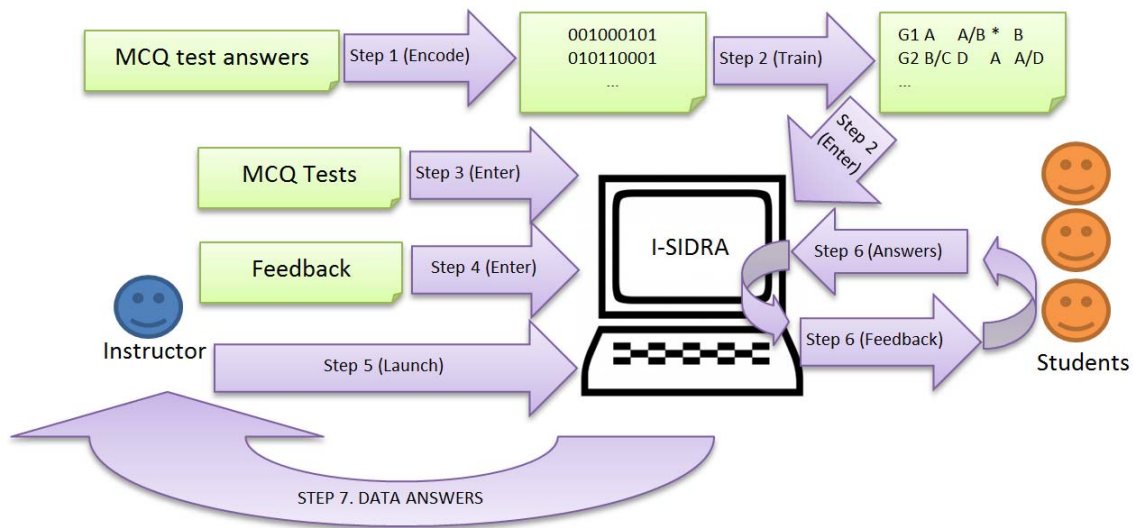 MCQ test answers
Step 1 (Encode)
001000101
010110001
...
Step 2 (Train)
G1 A A/B * B
G2 B/C D A A/D
...
Step 2
(Enter)
MCQ Tests
Step 3 (Enter)
Feedback
Step 4 (Enter)
I-SIDRA
Step 6 (Answers)
Instructor
Step 5 (Launch)
Step 6 (Feedback)
Students
STEP 7. DATA ANSWERS